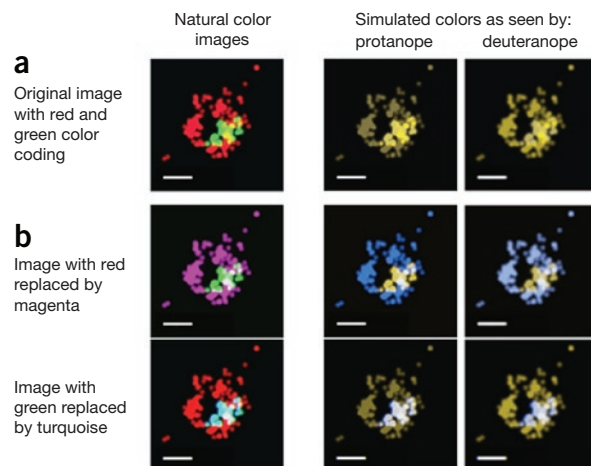 Natural color
images
Simulated colors as seen by:
protanope
deuteranope
a
Original image
with red and
green color
coding
b
Image with red
replaced by
magenta
Image with
green replaced
by turquoise